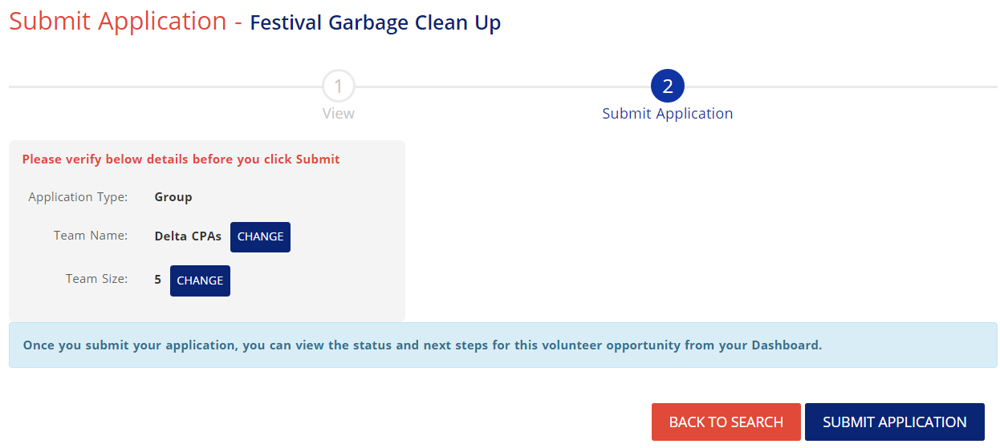 Submit Application - Festival Garbage Clean Up
1
2
View
Submit Application
Please verify below details before you click Submit
Application Type: Group
Team Name: Delta CPAs CHANGE
Team Size: 5 CHANGE
Once you submit your application, you can view the status and next steps for this volunteer opportunity from your Dashboard.
BACK TO SEARCH SUBMIT APPLICATION